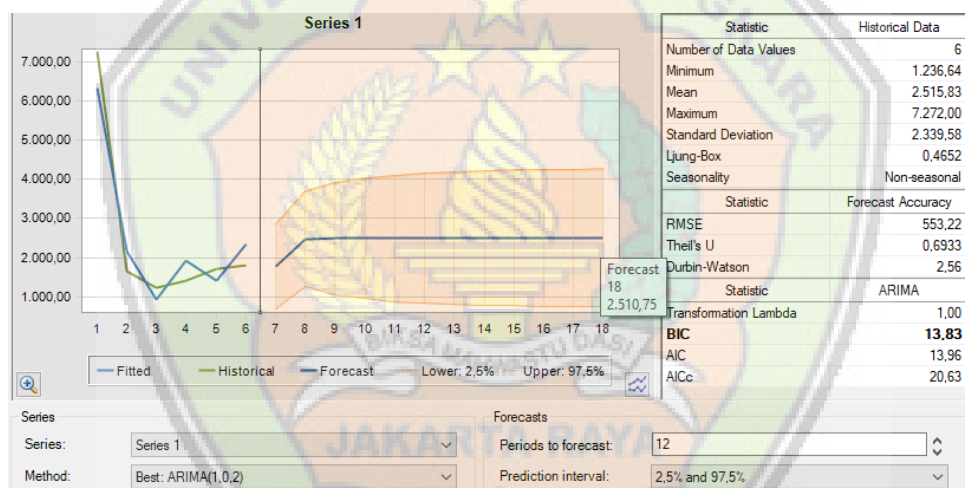 Series 1
7.000,00
6.000,00
5.000,00
4.000,00
3.000,00
2.000,00
1.000,00
1 2 3 4 5 6 7 8 9 10 11 12 13 14 15 16 17 18
Forecast
18
2.510,75
Fitted Historical Forecast Lower: 2,5% Upper: 97,5%
Statistic Historical Data
Number of Data Values 6
Minimum 1.236,64
Mean 2.515,83
Maximum 7.272,00
Standard Deviation 2.339,58
Ljung-Box 0,4652
Seasonality Non-seasonal
Statistic Forecast Accuracy
RMSE 553,22
Theil's U 0,6933
Durbin-Watson 2,56
Statistic ARIMA
Transformation Lambda 1,00
BIC 13,83
AIC 13,96
AICc 20,63
Series
Series: Series 1
Method: Best: ARIMA(1,0,2)
Forecasts
Periods to forecast: 12
Prediction interval: 2,5% and 97,5%
JAKARTA RAYA